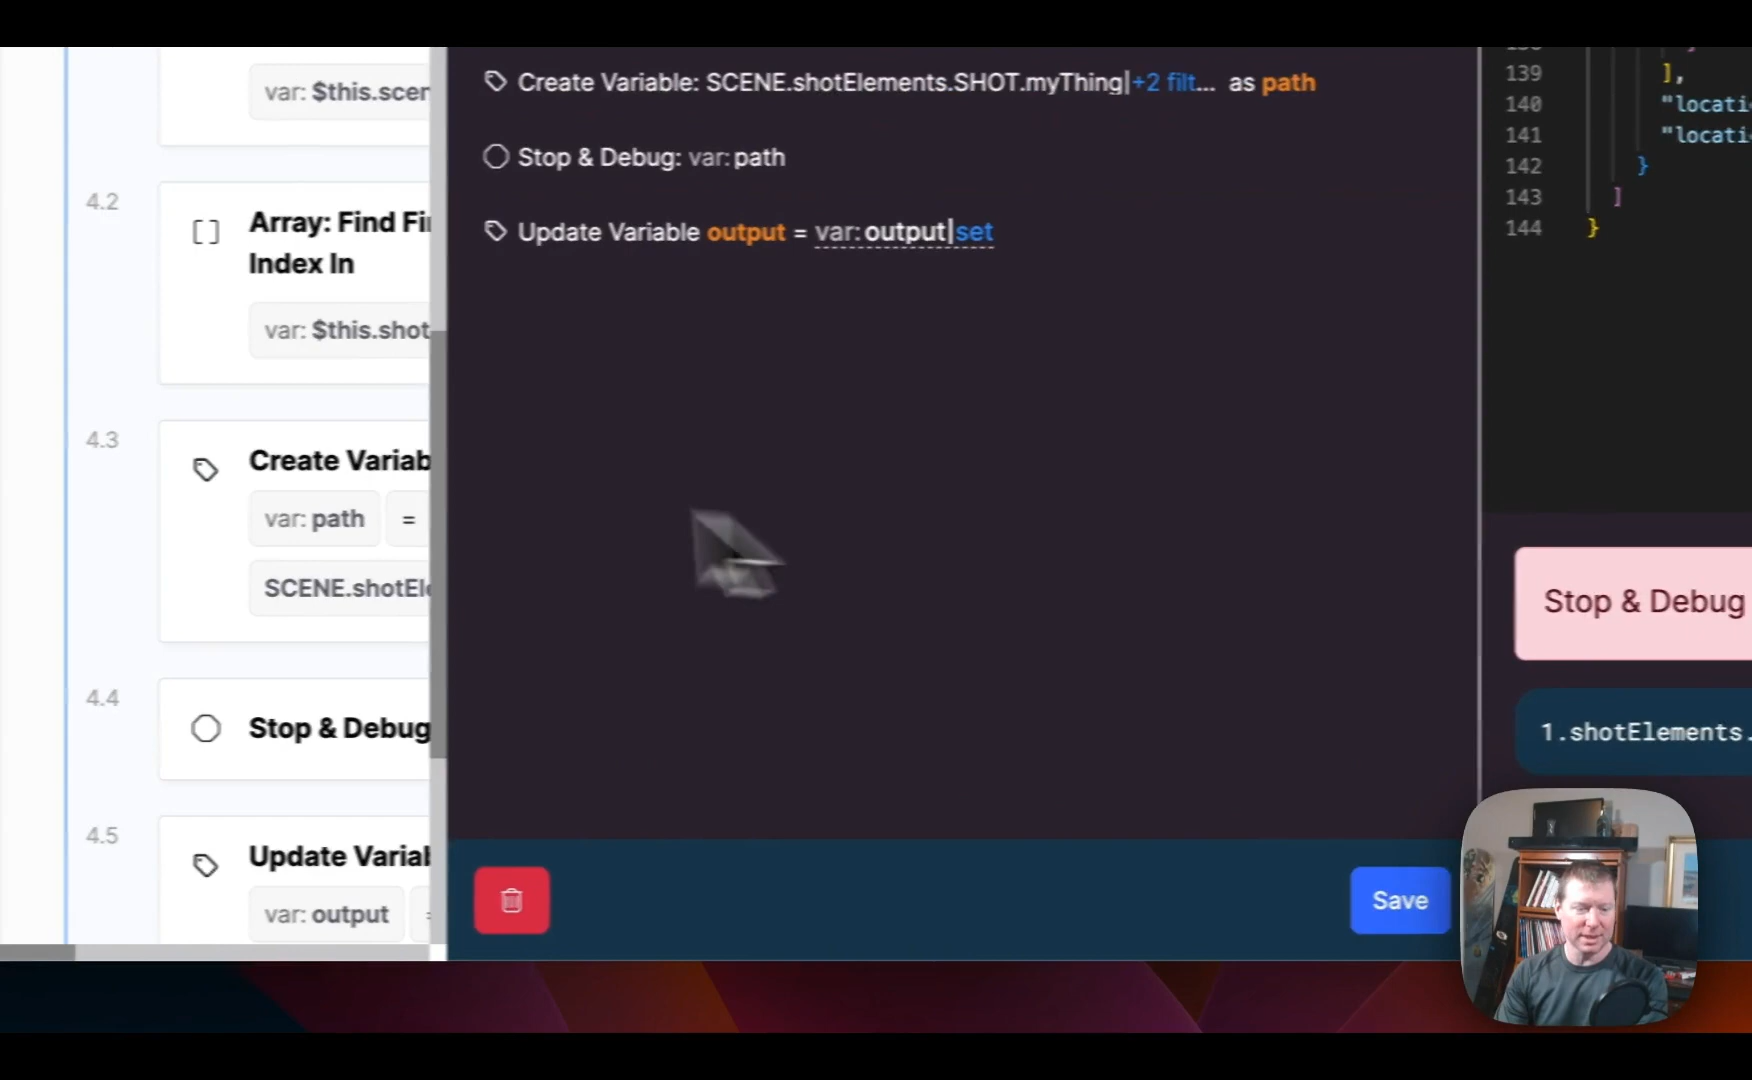 var: $this.scen
4.2
Array: Find Fi
Index In
var: $this.shot
4.3
Create Variab
var: path
=
SCENE.shotEle
4.4
Stop & Debug
4.5
Update Varial
var: output
=
Create Variable: SCENE.shotElements.SHOT.myThing|+2 filt... as path
Stop & Debug: var: path
Update Variable output = var: output|set
Save
138 ]
139 ],
140 "locati
141 "locati
142 }
143 ]
144 }
Stop & Debug
1.shotElements.